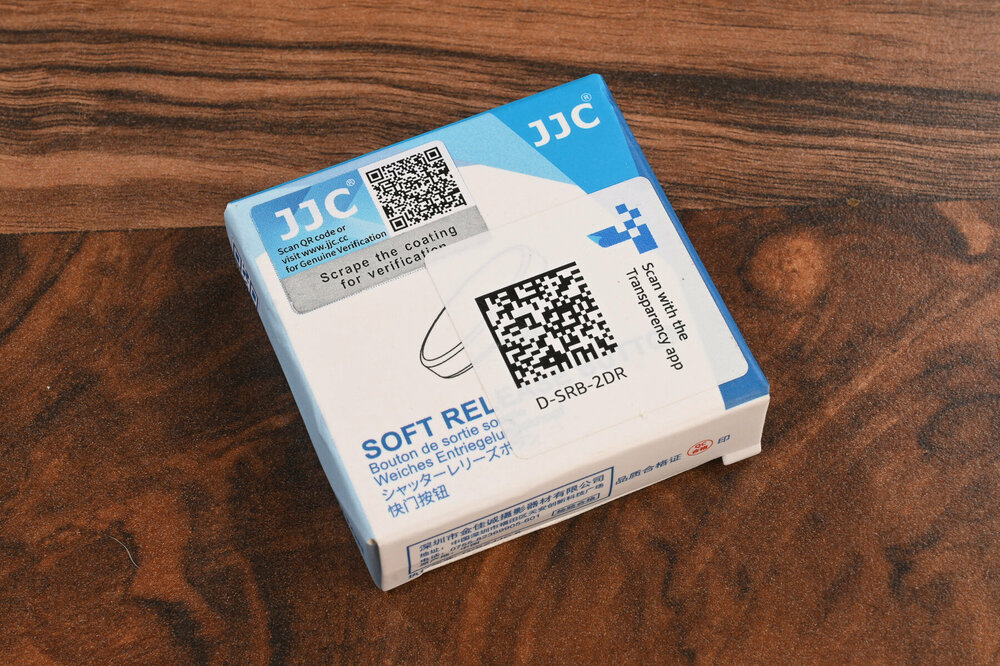 JJC®
JJC®
Scan QR code or
visit www.jjc.cc
for Genuine Verification
Scrape the coating
for verification
Scan with the
Transparency app
D-SRB-2DR
SOFT REL
Bouton de sortie so
Weiches Entriegelu
シャッターレリーズボ
快门按钮
深圳市金佳诚摄影器材有限公司
品质合格证
QC
印